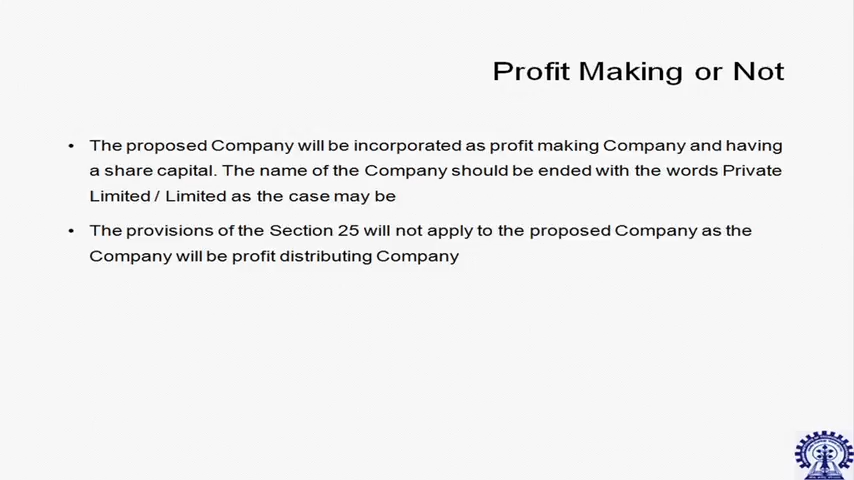 Profit Making or Not
• The proposed Company will be incorporated as profit making Company and having
a share capital. The name of the Company should be ended with the words Private
Limited / Limited as the case may be
• The provisions of the Section 25 will not apply to the proposed Company as the
Company will be profit distributing Company